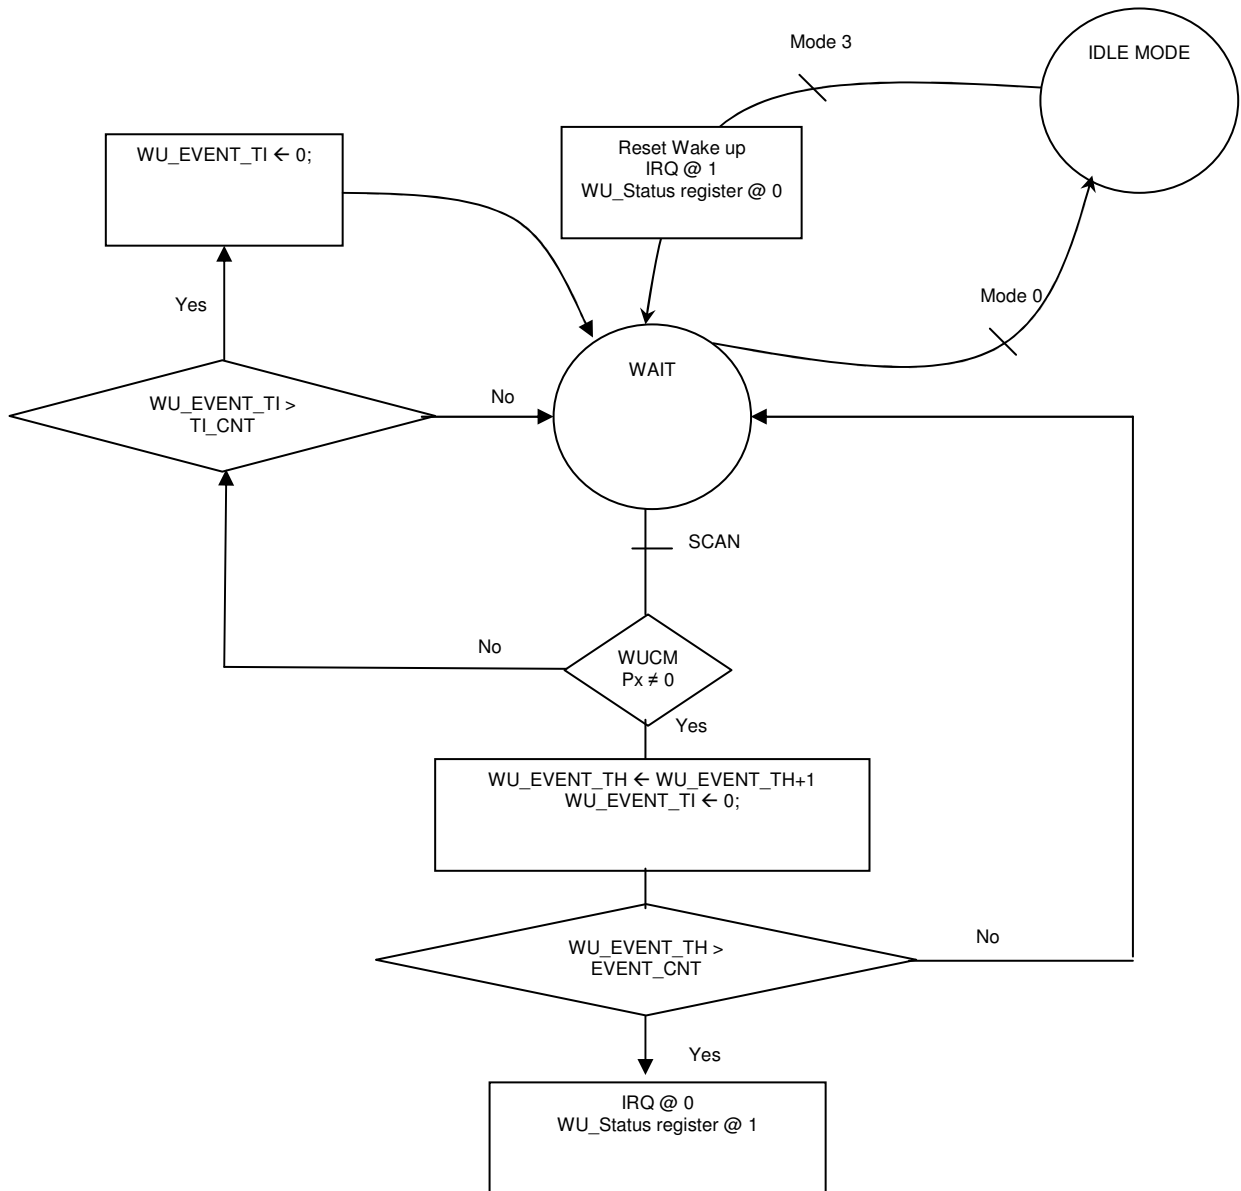 Mode 3
IDLE MODE
WU_EVENT_TI ← 0;
Reset Wake up
IRQ @ 1
WU_Status register @ 0
Yes
Mode 0
WU_EVENT_TI >
TI_CNT
No
WAIT
SCAN
No
WUCM
Px ≠ 0
Yes
WU_EVENT_TH ← WU_EVENT_TH+1
WU_EVENT_TI ← 0;
WU_EVENT_TH >
EVENT_CNT
No
Yes
IRQ @ 0
WU_Status register @ 1